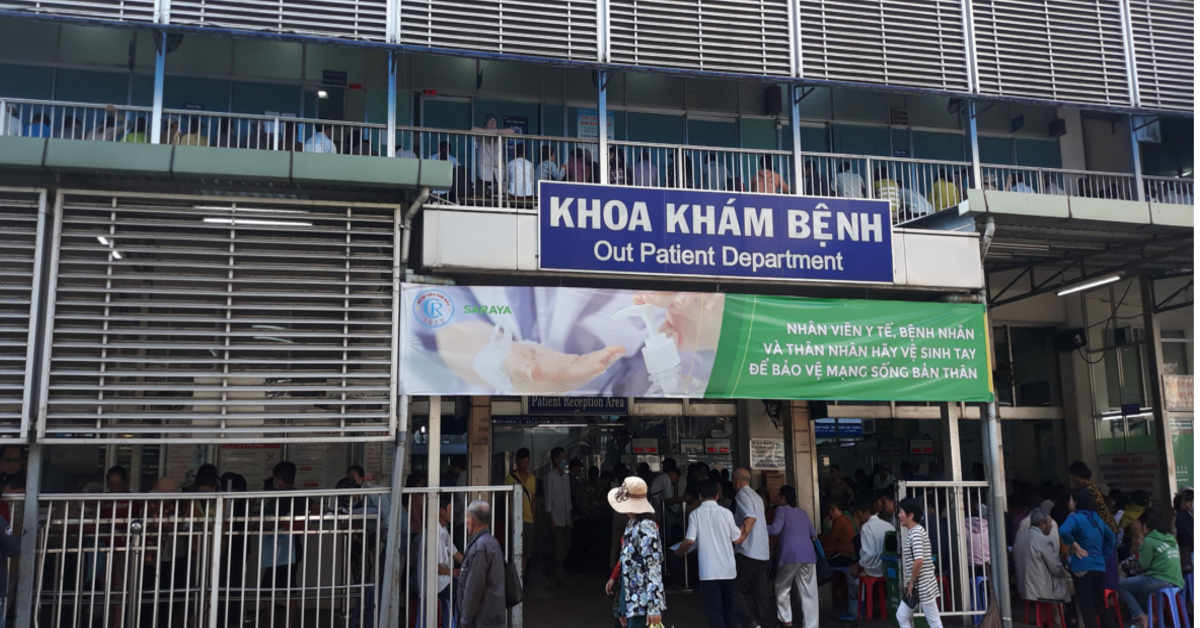 KHOA KHÁM BỆNH
Out Patient Department
SARAYA
NHÂN VIÊN Y TẾ, BỆNH NHÂN
VÀ THÂN NHÂN HÃY VỆ SINH TAY
ĐỂ BẢO VỆ MẠNG SỐNG BẢN THÂN
Patient Reception Area